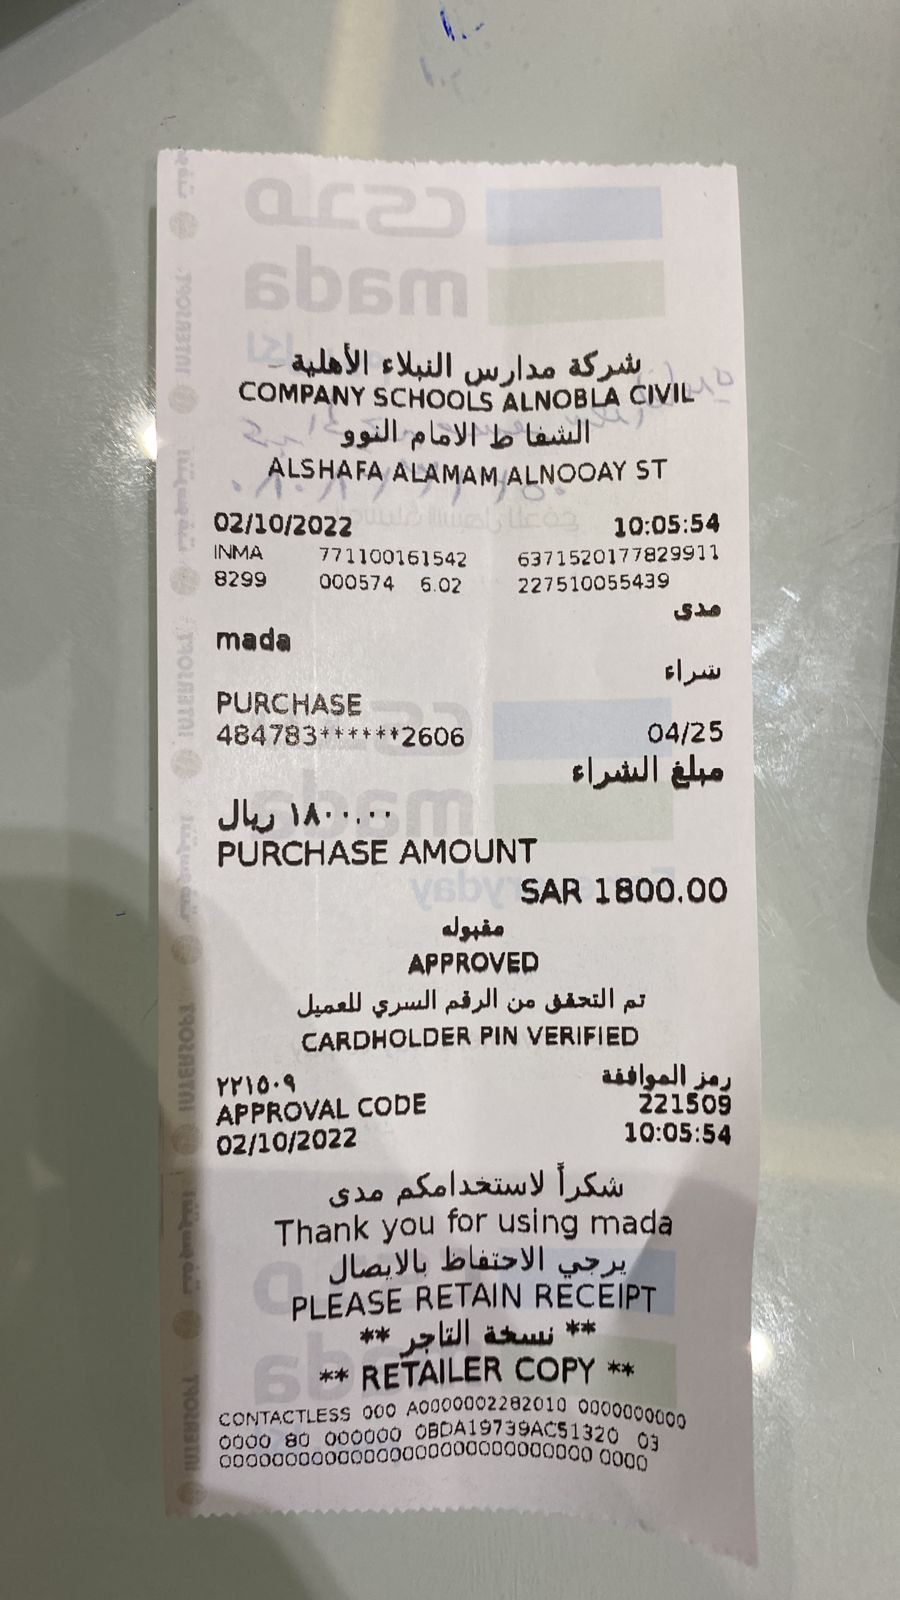 شركة مدارس النبلاء الأهلية
COMPANY SCHOOLS ALNOBLA CIVIL
الشفا ط الامام النوو
ALSHAFA ALAMAM ALNOOAY ST
02/10/2022 10:05:54
INMA 771100161542 6371520177829911
8299 000574 6.02 227510055439
مدى
mada
شراء
PURCHASE
484783******2606 04/25
مبلغ الشراء
١٨٠٠.٠٠ ريال
PURCHASE AMOUNT
SAR 1800.00
مقبوله
APPROVED
تم التحقق من الرقم السري للعميل
CARDHOLDER PIN VERIFIED
رمز الموافقة ٢٢١٥٠٩
APPROVAL CODE 221509
02/10/2022 10:05:54
شكراً لاستخدامكم مدى
Thank you for using mada
يرجي الاحتفاظ بالايصال
PLEASE RETAIN RECEIPT
** نسخة التاجر **
** RETAILER COPY **
CONTACTLESS 000 A0000002282010 0000000000
0000 80 000000 0BDA19739AC51320 03
0000000000000000000000000000000000 0000